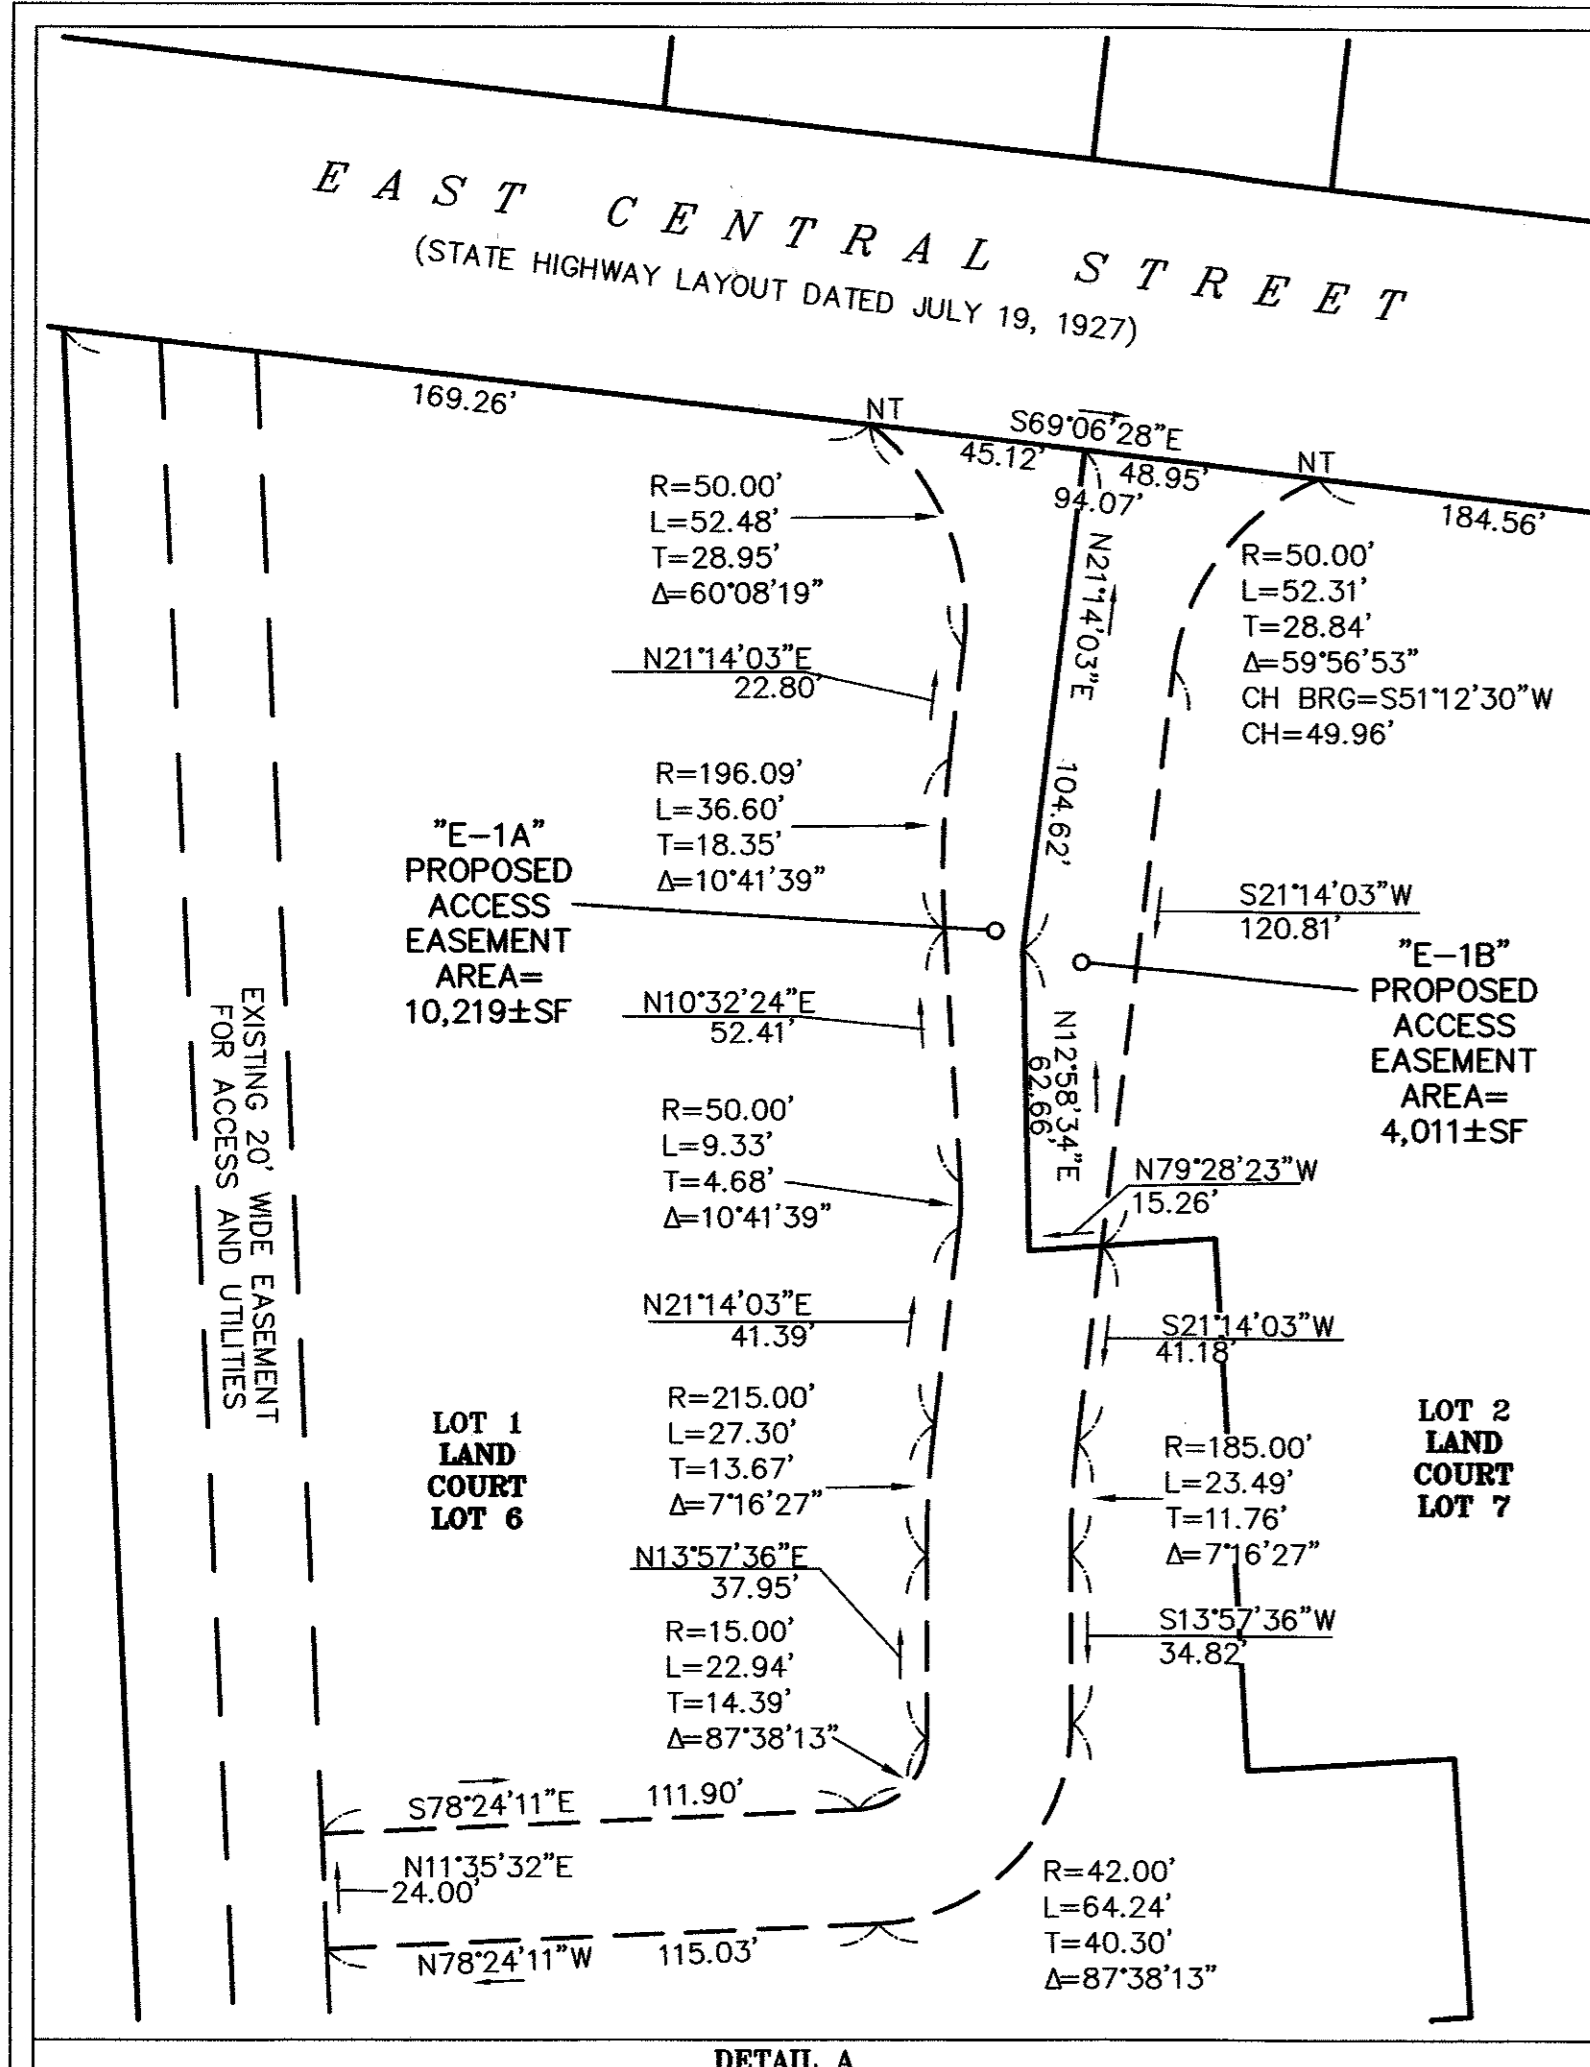 EAST CENTRAL STREET
(STATE HIGHWAY LAYOUT DATED JULY 19, 1927)
169.26'
NT
S69°06'28"E
45.12'
48.95'
94.07'
NT
184.56'
R=50.00'
L=52.48'
T=28.95'
Δ=60°08'19"
N21°14'03"E
104.62'
R=50.00'
L=52.31'
T=28.84'
Δ=59°56'53"
CH BRG=S51°12'30"W
CH=49.96'
N21°14'03"E
22.80'
R=196.09'
L=36.60'
T=18.35'
Δ=10°41'39"
"E-1A"
PROPOSED
ACCESS
EASEMENT
AREA=
10,219±SF
S21°14'03"W
120.81'
"E-1B"
PROPOSED
ACCESS
EASEMENT
AREA=
4,011±SF
N10°32'24"E
52.41'
N12°58'34"E
62.66'
EXISTING 20' WIDE EASEMENT
FOR ACCESS AND UTILITIES
R=50.00'
L=9.33'
T=4.68'
Δ=10°41'39"
N79°28'23"W
15.26'
N21°14'03"E
41.39'
S21°14'03"W
41.18'
R=215.00'
L=27.30'
T=13.67'
Δ=7°16'27"
LOT 1
LAND
COURT
LOT 6
R=185.00'
L=23.49'
T=11.76'
Δ=7°16'27"
LOT 2
LAND
COURT
LOT 7
N13°57'36"E
37.95'
S13°57'36"W
34.82'
R=15.00'
L=22.94'
T=14.39'
Δ=87°38'13"
S78°24'11"E
111.90'
N11°35'32"E
24.00'
N78°24'11"W
115.03'
R=42.00'
L=64.24'
T=40.30'
Δ=87°38'13"
DETAIL A